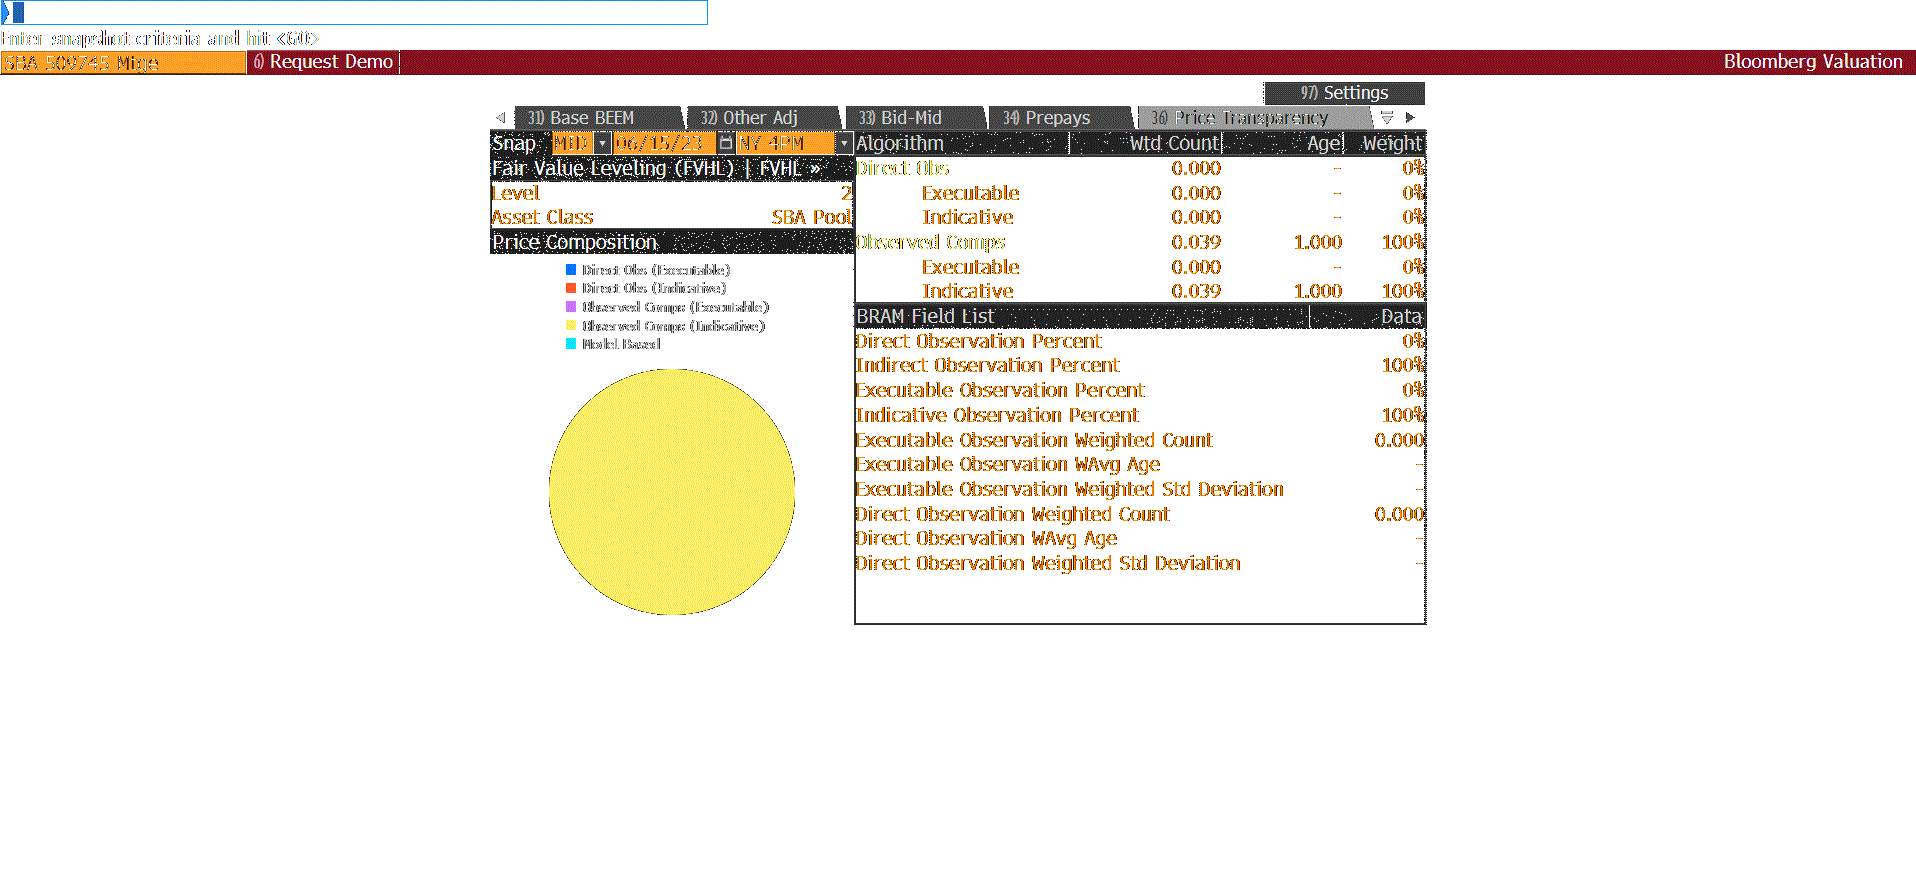 Enter snapshot criteria and hit <GO>
SBA 509745 Mtge 6) Request Demo Bloomberg Valuation
97) Settings
31) Base BEEM 32) Other Adj 33) Bid-Mid 34) Prepays 36) Price Transparency
Snap MID 06/15/23 NY 4PM
Fair Value Leveling (FVHL) | FVHL »
Level 2
Asset Class SBA Pool
Price Composition
Direct Obs (Executable)
Direct Obs (Indicative)
Observed Comps (Executable)
Observed Comps (Indicative)
Model Based
Algorithm Wtd Count Age Weight
Direct Obs 0.000 - 0%
Executable 0.000 - 0%
Indicative 0.000 - 0%
Observed Comps 0.039 1.000 100%
Executable 0.000 - 0%
Indicative 0.039 1.000 100%
BRAM Field List Data
Direct Observation Percent 0%
Indirect Observation Percent 100%
Executable Observation Percent 0%
Indicative Observation Percent 100%
Executable Observation Weighted Count 0.000
Executable Observation WAvg Age -
Executable Observation Weighted Std Deviation -
Direct Observation Weighted Count 0.000
Direct Observation WAvg Age -
Direct Observation Weighted Std Deviation -